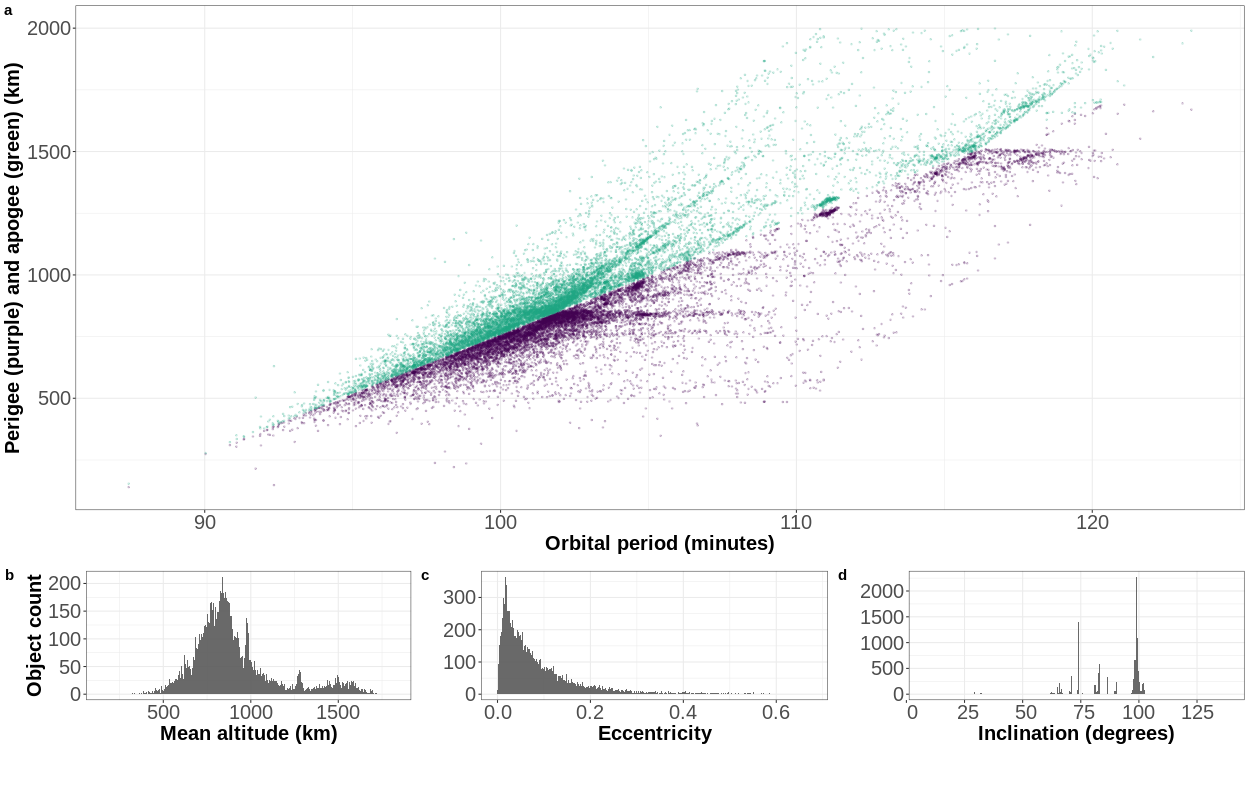 a
Perigee (purple) and apogee (green) (km)
2000
1500
1000
500
90 100 110 120
Orbital period (minutes)
b
Object count
200
150
100
50
0
500 1000 1500
Mean altitude (km)
c
300
200
100
0
0.0 0.2 0.4 0.6
Eccentricity
d
2000
1500
1000
500
0
0 25 50 75 100 125
Inclination (degrees)